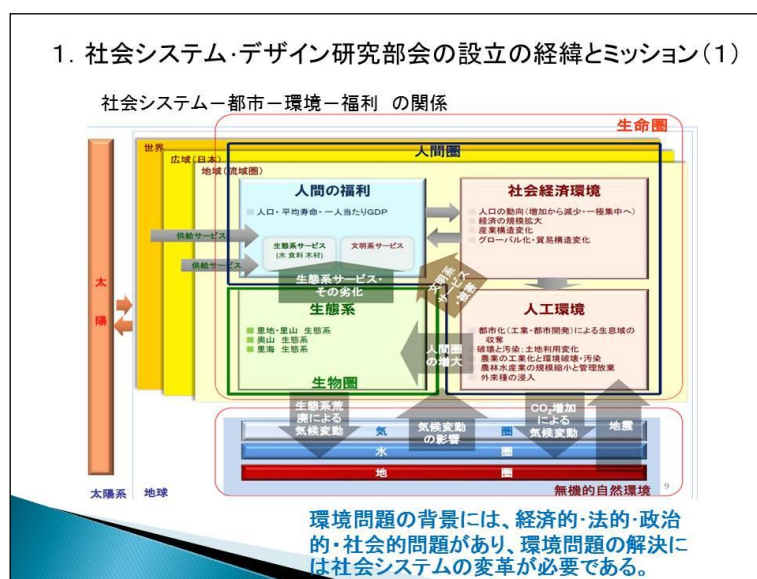 1. 社会システム・デザイン研究部会の設立の経緯とミッション(1)
社会システム－都市－環境－福利 の関係
生命圏
世界
広域(日本)
地域(流域圏)
人間圏
人間の福利
人口・平均寿命・一人当たりGDP
供給サービス
生態系サービス
(水 食料 木材)
文明系サービス
供給サービス
社会経済環境
人口の動向(増加から減少・一極集中へ)
経済の規模拡大
産業構造変化
グローバル化・貿易構造変化
生態系サービス・
その劣化
文明系
サービス
・被害
太陽
生態系
里地・里山 生態系
奥山 生態系
里海 生態系
生物圏
人間圏
の増大
人工環境
都市化(工業・都市開発)による生息域の
収奪
破壊と汚染:土地利用変化
農業の工業化と環境破壊・汚染
農林水産業の規模縮小と管理放棄
外来種の浸入
生態系荒
廃による
気候変動
気候変動
の影響
CO₂増加
による
気候変動
地震
気 圏
水 圏
地 圏
太陽系
地球
無機的自然環境
9
環境問題の背景には、経済的・法的・政治
的・社会的問題があり、環境問題の解決に
は社会システムの変革が必要である。